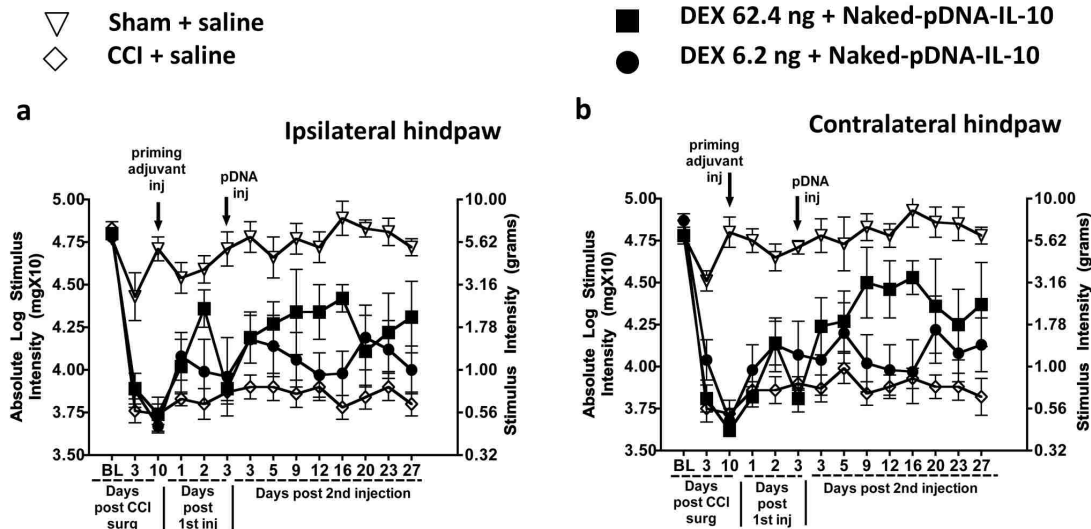 Sham + saline
CCI + saline
DEX 62.4 ng + Naked-pDNA-IL-10
DEX 6.2 ng + Naked-pDNA-IL-10
a
Ipsilateral hindpaw
priming
adjuvant
inj
pDNA
inj
Absolute Log Stimulus
Intensity (mgX10)
5.00
4.75
4.50
4.25
4.00
3.75
3.50
10.00
5.62
3.16
1.78
1.00
0.56
0.32
Stimulus Intensity (grams)
BL 3 10 1 2 3 3 5 9 12 16 20 23 27
Days
post CCI
surg
Days
post
1st inj
Days post 2nd injection
b
Contralateral hindpaw
priming
adjuvant inj
pDNA
inj
Absolute Log Stimulus
Intensity (mgX10)
5.00
4.75
4.50
4.25
4.00
3.75
3.50
10.00
5.62
3.16
1.78
1.00
0.56
0.32
Stimulus Intensity (grams)
BL 3 10 1 2 3 3 5 9 12 16 20 23 27
Days
post CCI
surg
Days
post
1st inj
Days post 2nd injection